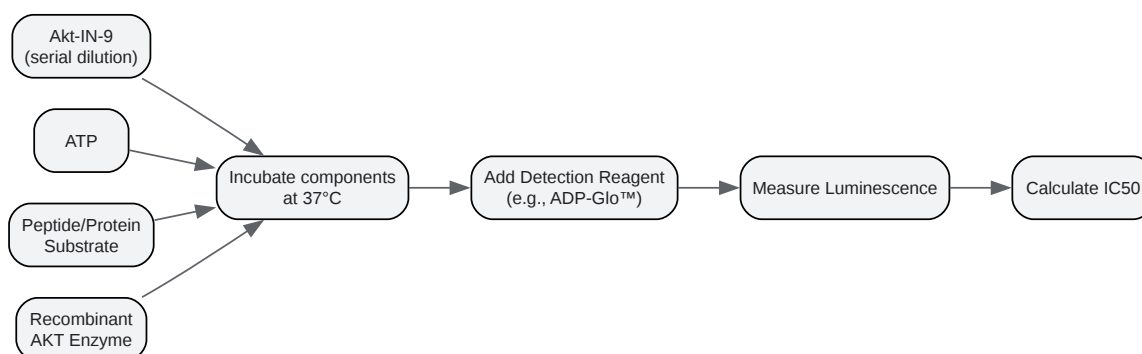 Akt-IN-9
(serial dilution)
ATP
Peptide/Protein
Substrate
Recombinant
AKT Enzyme
Incubate components
at 37°C
Add Detection Reagent
(e.g., ADP-Glo™)
Measure Luminescence
Calculate IC50